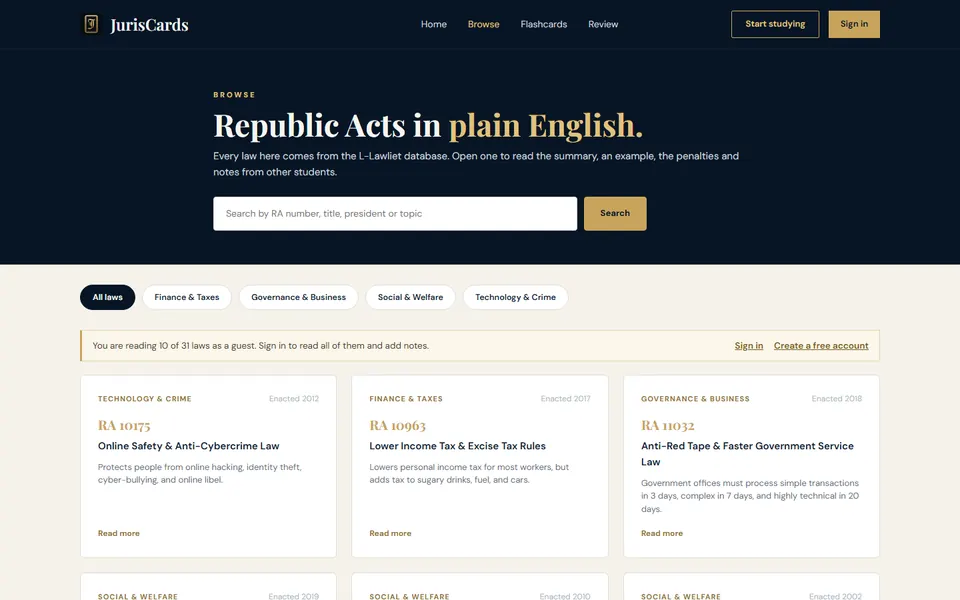 JurisCards
Home Browse Flashcards Review
Start studying Sign in
BROWSE
Republic Acts in plain English.
Every law here comes from the L-Lawliet database. Open one to read the summary, an example, the penalties and
notes from other students.
Search by RA number, title, president or topic
Search
All laws Finance & Taxes Governance & Business Social & Welfare Technology & Crime
You are reading 10 of 31 laws as a guest. Sign in to read all of them and add notes.
Sign in Create a free account
TECHNOLOGY & CRIME Enacted 2012
RA 10175
Online Safety & Anti-Cybercrime Law
Protects people from online hacking, identity theft,
cyber-bullying, and online libel.
Read more
FINANCE & TAXES Enacted 2017
RA 10963
Lower Income Tax & Excise Tax Rules
Lowers personal income tax for most workers, but
adds tax to sugary drinks, fuel, and cars.
Read more
GOVERNANCE & BUSINESS Enacted 2018
RA 11032
Anti-Red Tape & Faster Government Service
Law
Government offices must process simple transactions
in 3 days, complex in 7 days, and highly technical in 20
days.
Read more
SOCIAL & WELFARE Enacted 2019
SOCIAL & WELFARE Enacted 2010
SOCIAL & WELFARE Enacted 2002